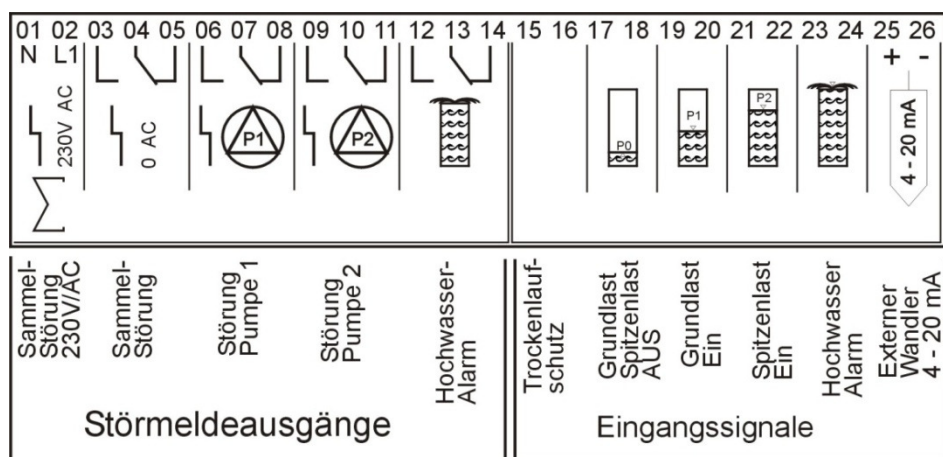 01 02 03 04 05 06 07 08 09 10 11 12 13 14 15 16 17 18 19 20 21 22 23 24 25 26
N L1 + -
230V AC
0 AC
P1
P2
P0
P1
P2
4 - 20 mA
Sammel-
Störung
230V/AC
Sammel-
Störung
Störung
Pumpe 1
Störung
Pumpe 2
Hochwasser-
Alarm
Trockenlauf-
schutz
Grundlast
Spitzenlast
AUS
Grundlast
Ein
Spitzenlast
Ein
Hochwasser
Alarm
Externer
Wandler
4 - 20 mA
Störmeldeausgänge
Eingangssignale